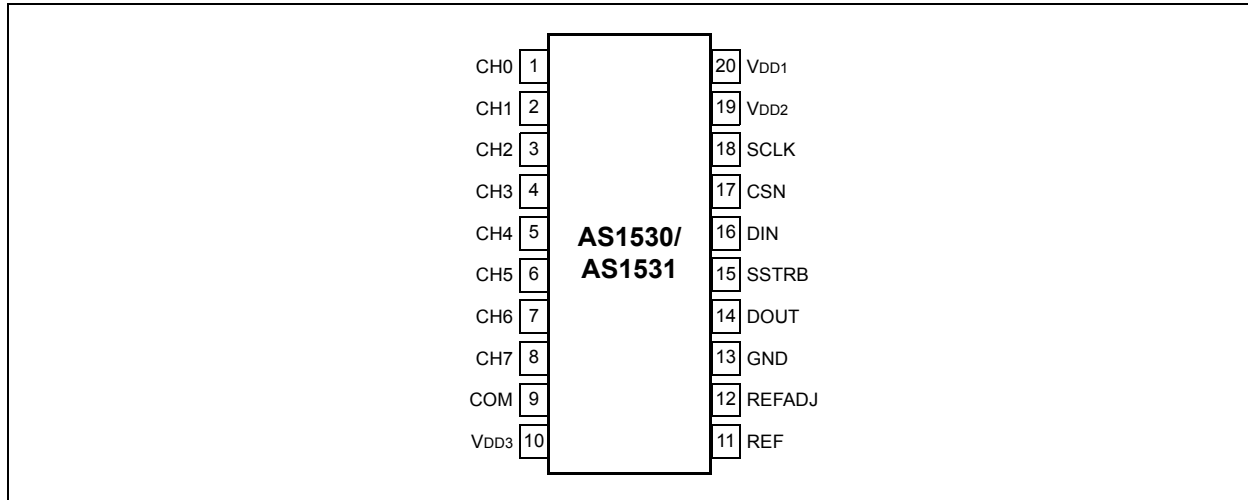 CH0 1 20 VDD1
CH1 2 19 VDD2
CH2 3 18 SCLK
CH3 4 17 CSN
CH4 5 AS1530/ 16 DIN
CH5 6 AS1531 15 SSTRB
CH6 7 14 DOUT
CH7 8 13 GND
COM 9 12 REFADJ
VDD3 10 11 REF